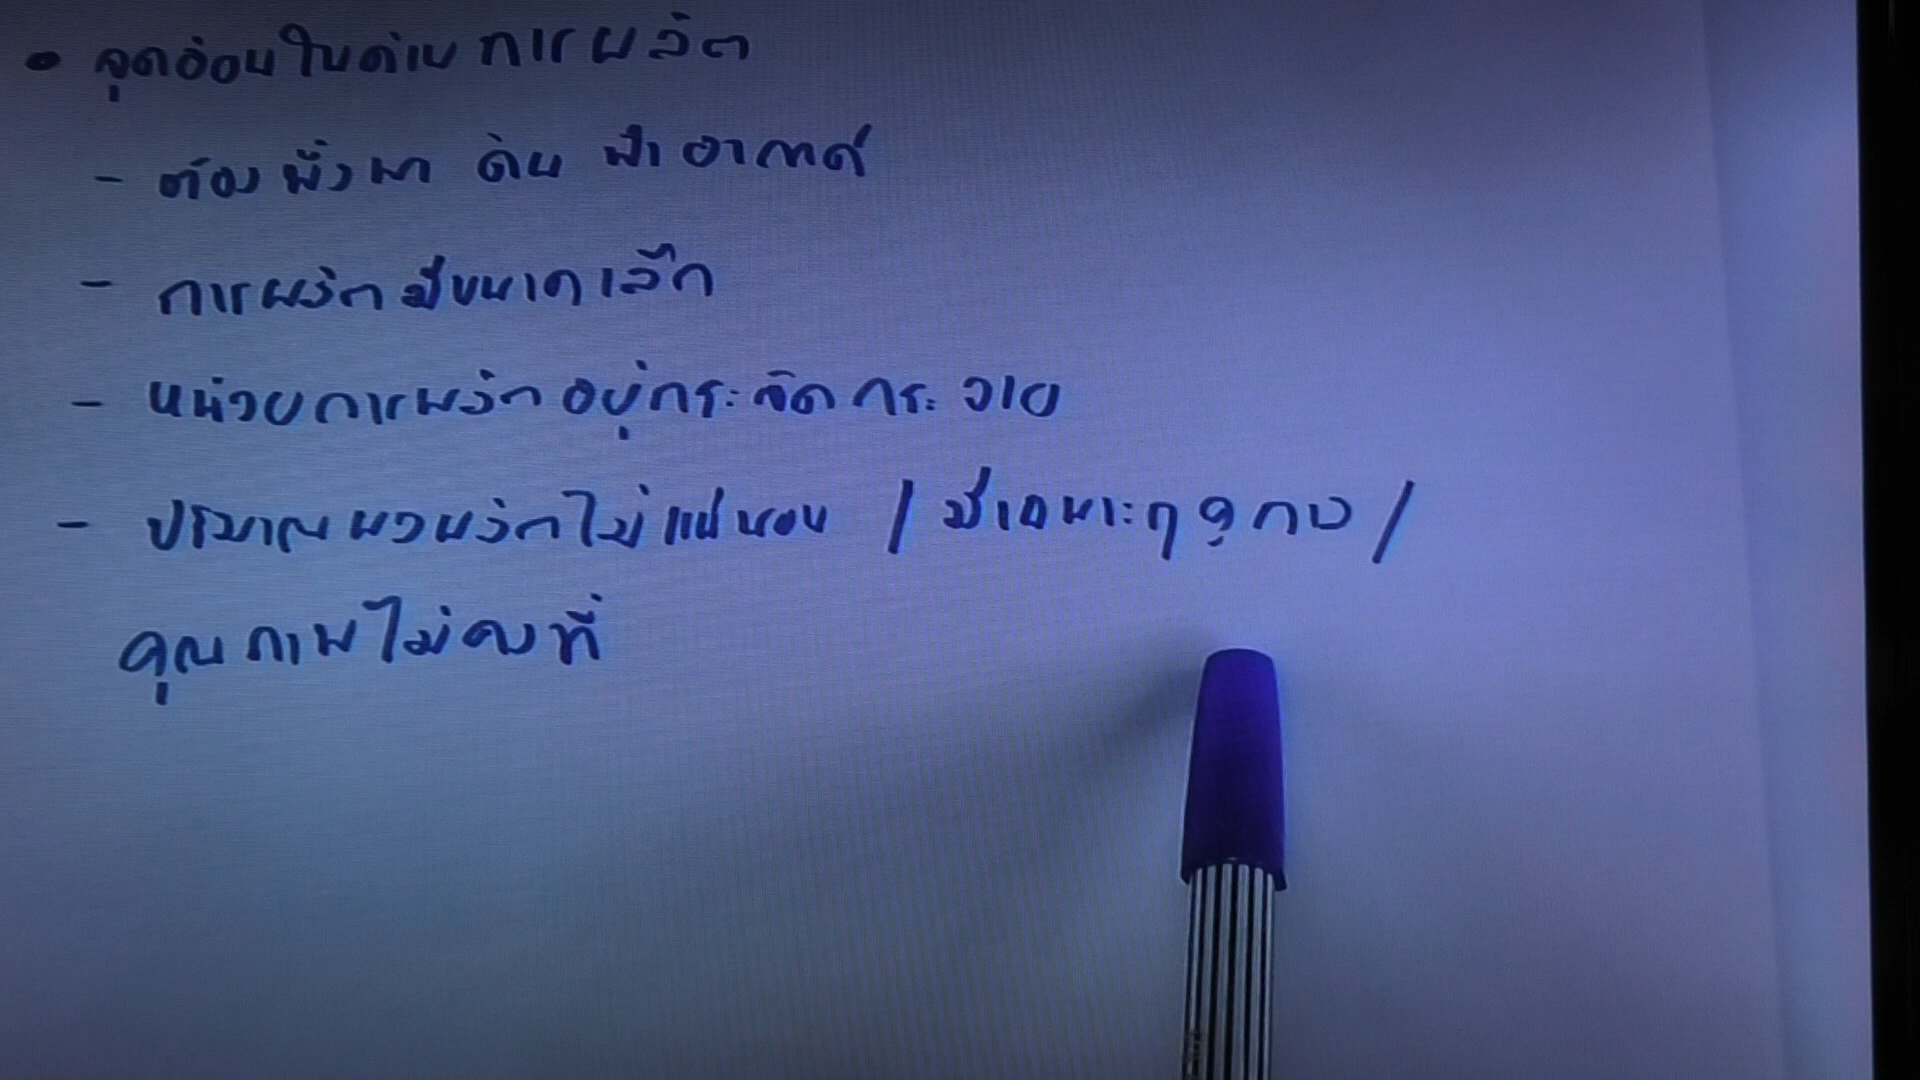 • จุดอ่อนในด้านการผลิต
- ต้องพึ่งพา ดิน ฟ้า อากาศ
- การผลิตมีขนาดเล็ก
- หน่วยการผลิตอยู่กระจัดกระจาย
- ปริมาณผลผลิตไม่แน่นอน / มีเฉพาะฤดูกาล /
คุณภาพไม่คงที่